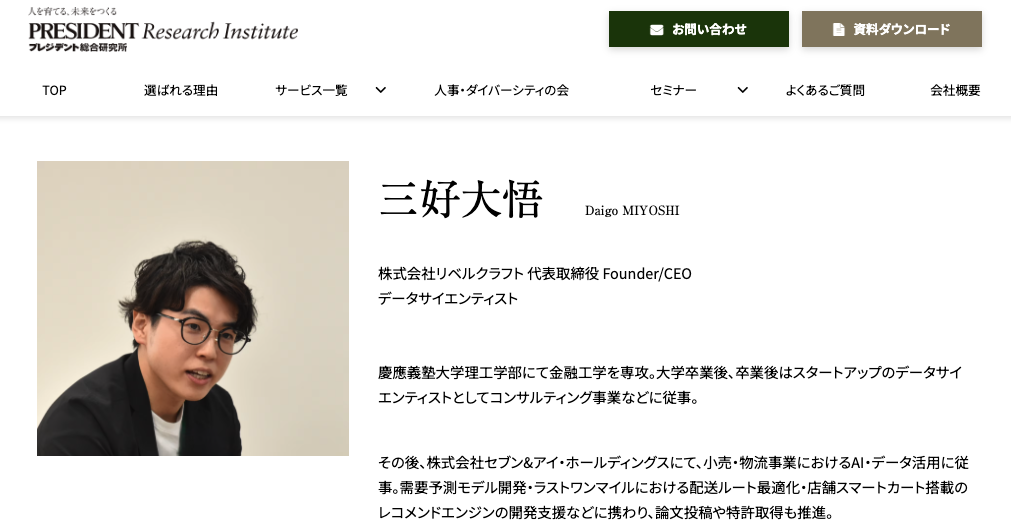 人を育てる、未来をつくる
PRESIDENT Research Institute
プレジデント総合研究所
お問い合わせ
資料ダウンロード
TOP
選ばれる理由
サービス一覧
人事・ダイバーシティの会
セミナー
よくあるご質問
会社概要
三好大悟
Daigo MIYOSHI
株式会社リベルクラフト 代表取締役 Founder/CEO
データサイエンティスト
慶應義塾大学理工学部にて金融工学を専攻。大学卒業後、卒業後はスタートアップのデータサイ
エンティストとしてコンサルティング事業などに従事。
その後、株式会社セブン&アイ・ホールディングスにて、小売・物流事業におけるAI・データ活用に従
事。需要予測モデル開発・ラストワンマイルにおける配送ルート最適化・店舗スマートカート搭載の
レコメンドエンジンの開発支援などに携わり、論文投稿や特許取得も推進。